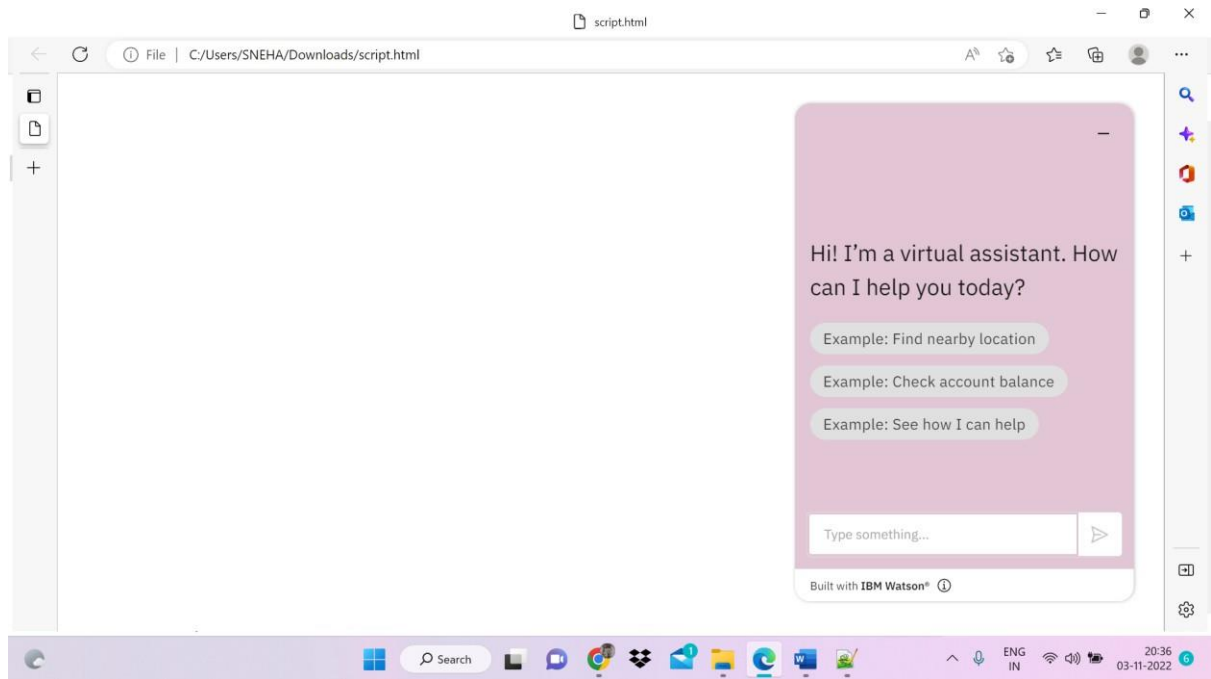 script.html
File | C:/Users/SNEHA/Downloads/script.html
Hi! I’m a virtual assistant. How
can I help you today?
Example: Find nearby location
Example: Check account balance
Example: See how I can help
Type something...
Built with IBM Watson®
Search
1
ENG
IN
20:36
03-11-2022
6